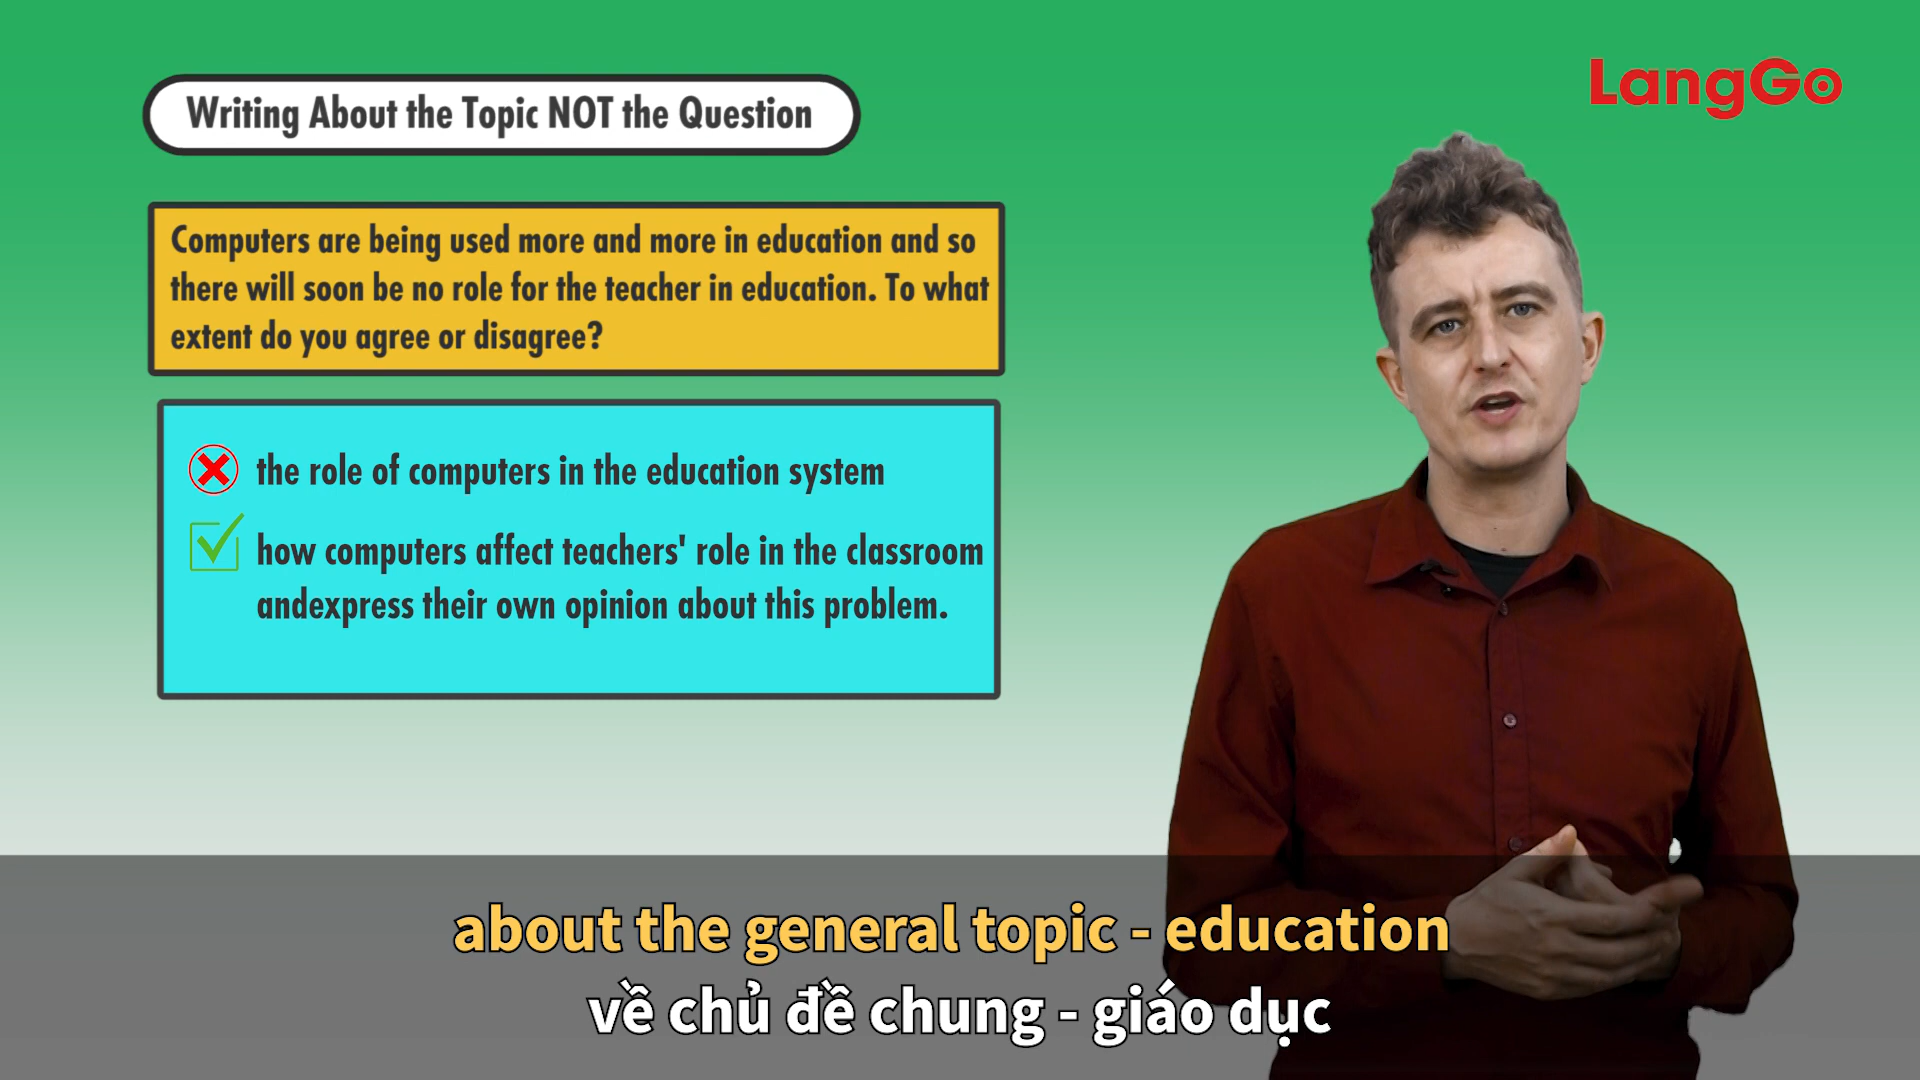 LangGo
Writing About the Topic NOT the Question
Computers are being used more and more in education and so
there will soon be no role for the teacher in education. To what
extent do you agree or disagree?
the role of computers in the education system
how computers affect teachers' role in the classroom
andexpress their own opinion about this problem.
about the general topic - education
về chủ đề chung - giáo dục